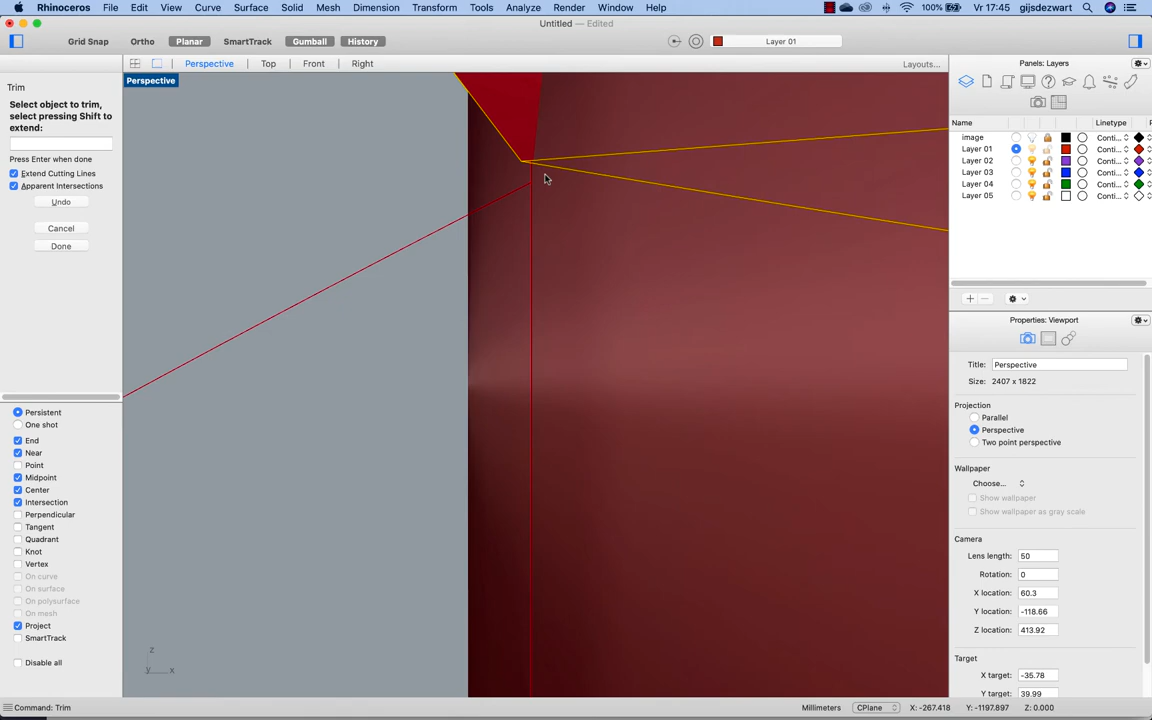 Rhinoceros File Edit View Curve Surface Solid Mesh Dimension Transform Tools Analyze Render Window Help 100% Vr 17:45 gijsdezwart
Untitled — Edited
Grid Snap Ortho Planar SmartTrack Gumball History Layer 01
Perspective Top Front Right Layouts... Panels: Layers
Perspective
Trim
Select object to trim,
select pressing Shift to
extend:
Press Enter when done
Extend Cutting Lines
Apparent Intersections
Undo
Cancel
Done
Persistent
One shot
End
Near
Point
Midpoint
Center
Intersection
Perpendicular
Tangent
Quadrant
Knot
Vertex
On curve
On surface
On polysurface
On mesh
Project
SmartTrack
Disable all
z
y x
Name Linetype P
image Conti...
Layer 01 Conti...
Layer 02 Conti...
Layer 03 Conti...
Layer 04 Conti...
Layer 05 Conti...
Properties: Viewport
Title: Perspective
Size: 2407 x 1822
Projection
Parallel
Perspective
Two point perspective
Wallpaper
Choose...
Show wallpaper
Show wallpaper as gray scale
Camera
Lens length: 50
Rotation: 0
X location: 60.3
Y location: -118.66
Z location: 413.92
Target
X target: -35.78
Y target: 39.99
Command: Trim Millimeters CPlane X: -267.418 Y: -1197.897 Z: 0.000